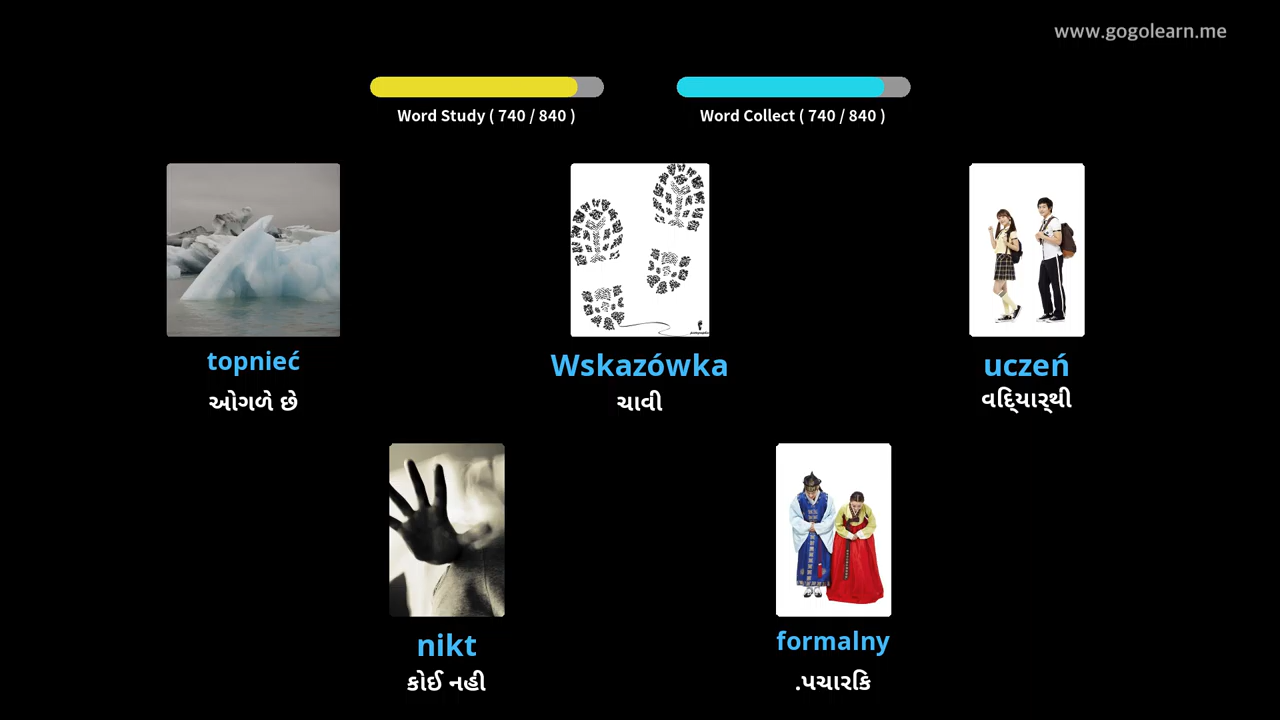 www.gogolearn.me
Word Study ( 740 / 840 )
Word Collect ( 740 / 840 )
topnieć
ઓગળે છે
Wskazówka
ચાવી
uczeń
વદ્િયાર્થી
nikt
કોઈ નહી
formalny
.પચારકિ